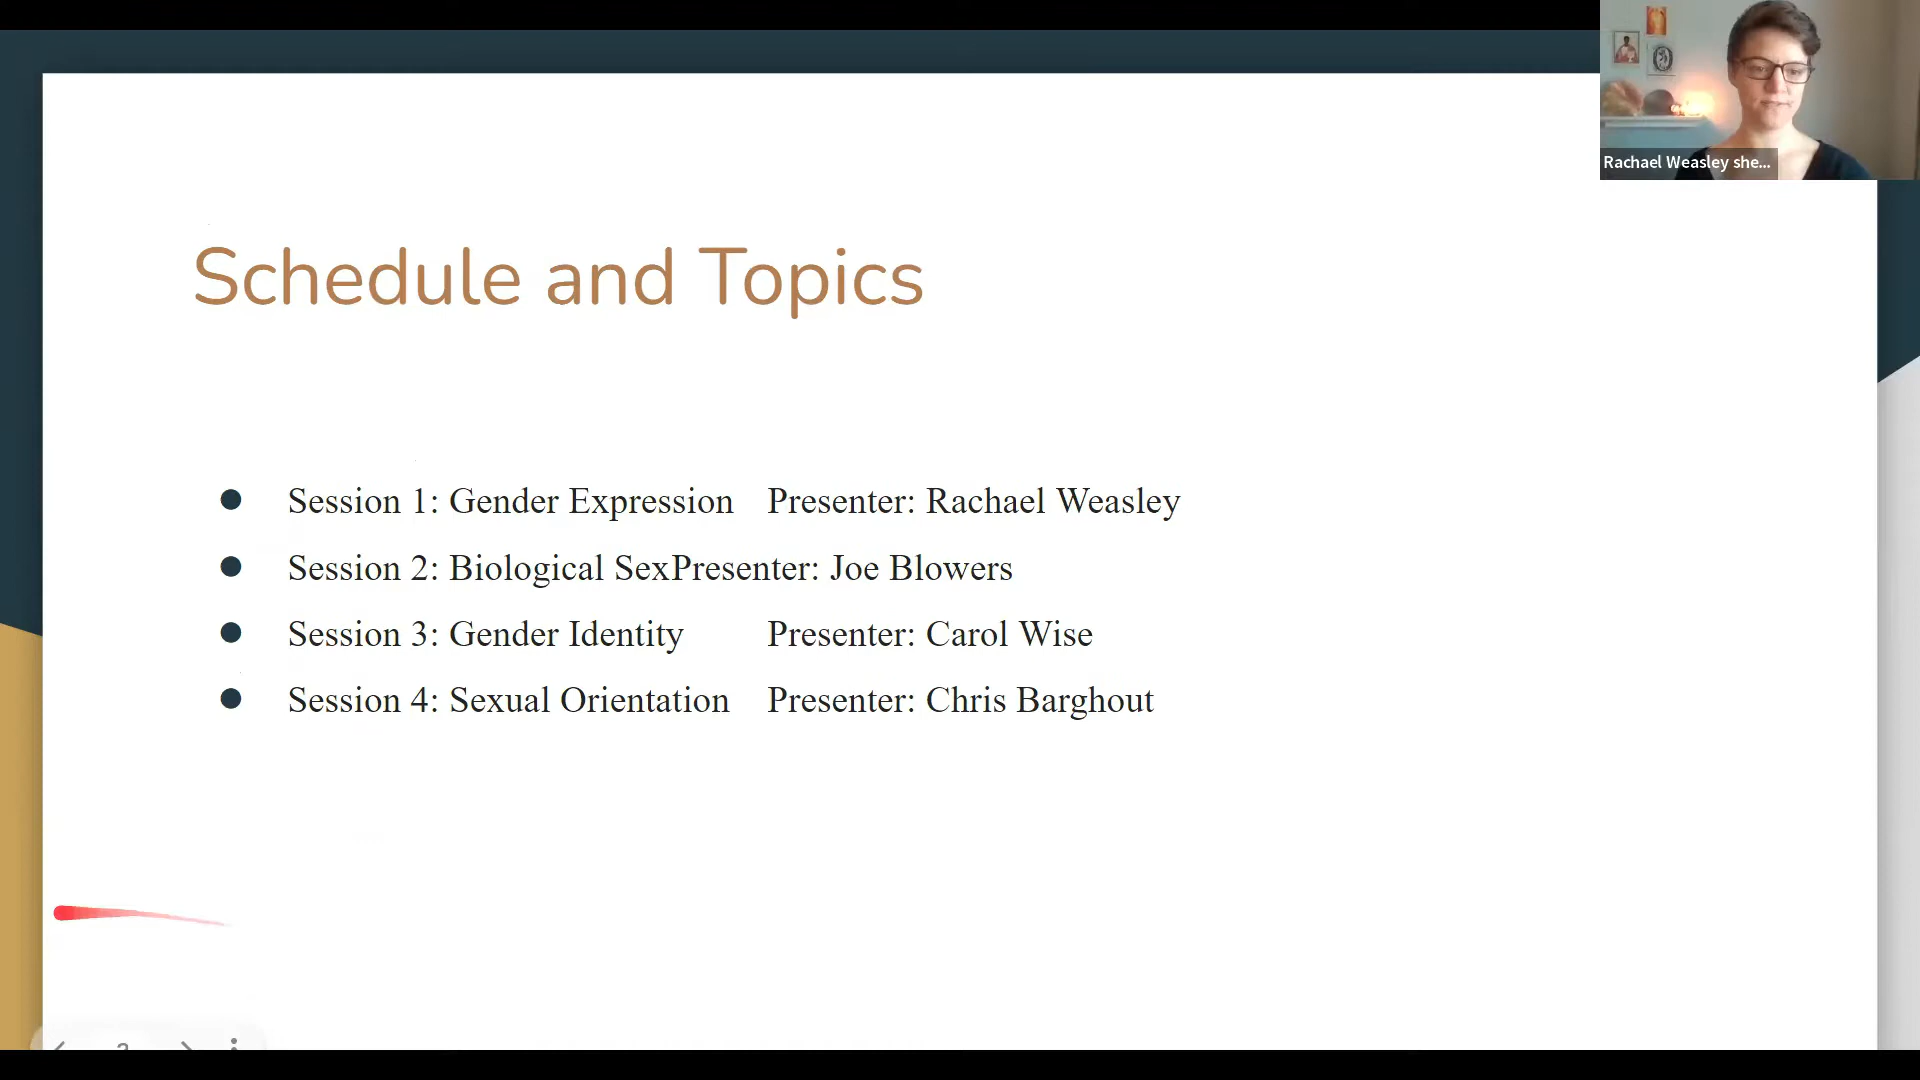 Rachael Weasley she...
Schedule and Topics
● Session 1: Gender Expression Presenter: Rachael Weasley
● Session 2: Biological SexPresenter: Joe Blowers
● Session 3: Gender Identity Presenter: Carol Wise
● Session 4: Sexual Orientation Presenter: Chris Barghout